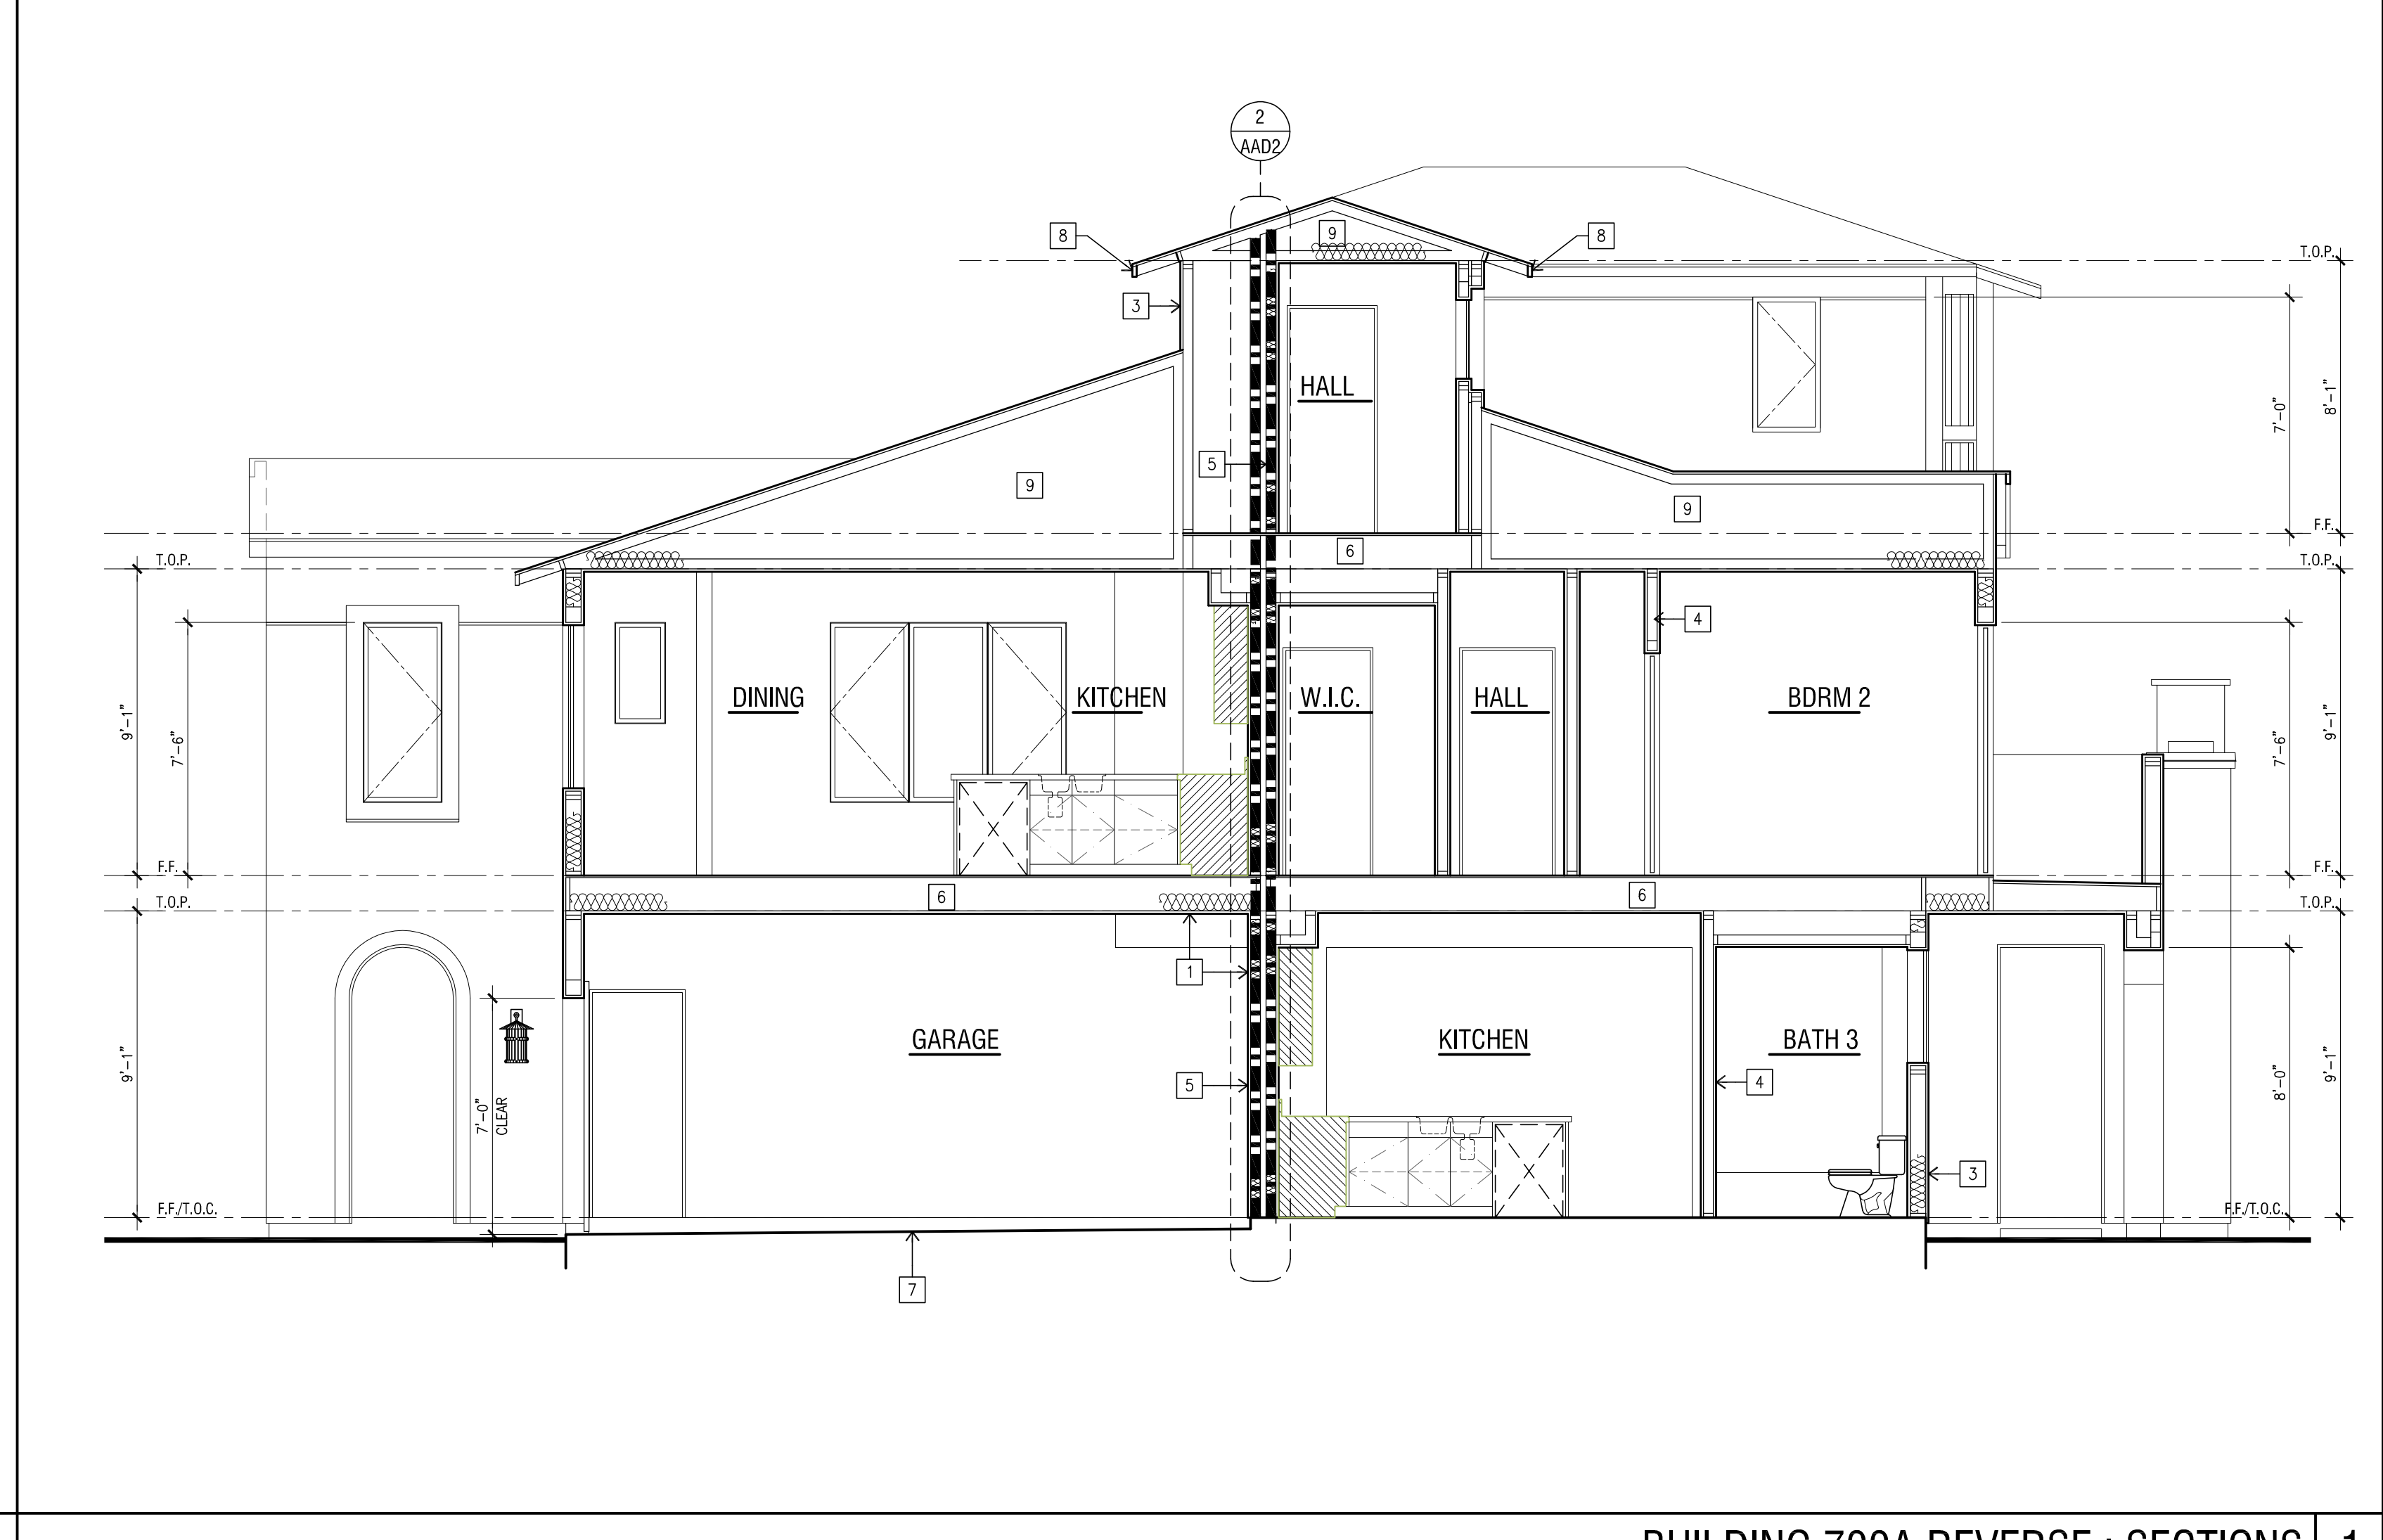 2
AAD2
8
9
8
T.O.P.
3
HALL
7'-0"
8'-1"
5
9
9
F.F.
6
T.O.P.
T.O.P.
4
DINING
KITCHEN
W.I.C.
HALL
BDRM 2
9'-1"
7'-6"
7'-6"
9'-1"
F.F.
F.F.
6
6
T.O.P.
T.O.P.
1
GARAGE
KITCHEN
BATH 3
9'-1"
7'-0"
CLEAR
5
4
8'-0"
9'-1"
3
F.F./T.O.C.
F.F./T.O.C.
7